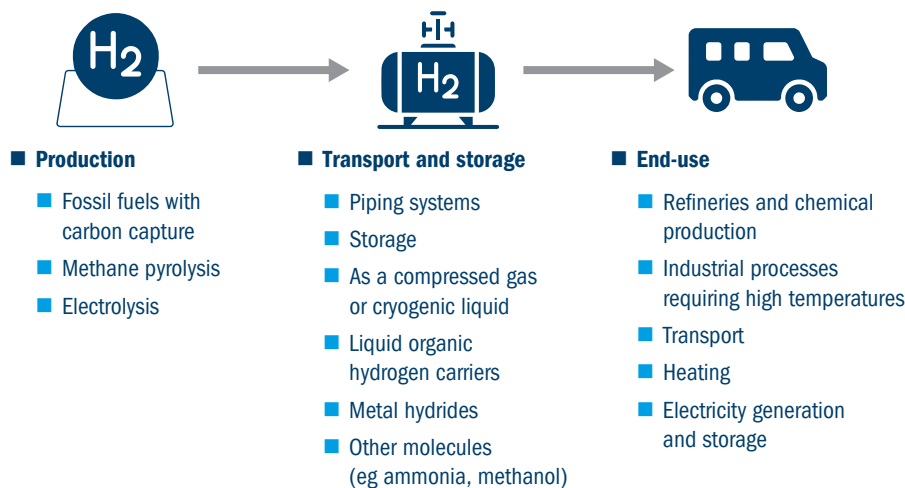 H2
H2
Production
Fossil fuels with
carbon capture
Methane pyrolysis
Electrolysis
Transport and storage
Piping systems
Storage
As a compressed gas
or cryogenic liquid
Liquid organic
hydrogen carriers
Metal hydrides
Other molecules
(eg ammonia, methanol)
End-use
Refineries and chemical
production
Industrial processes
requiring high temperatures
Transport
Heating
Electricity generation
and storage